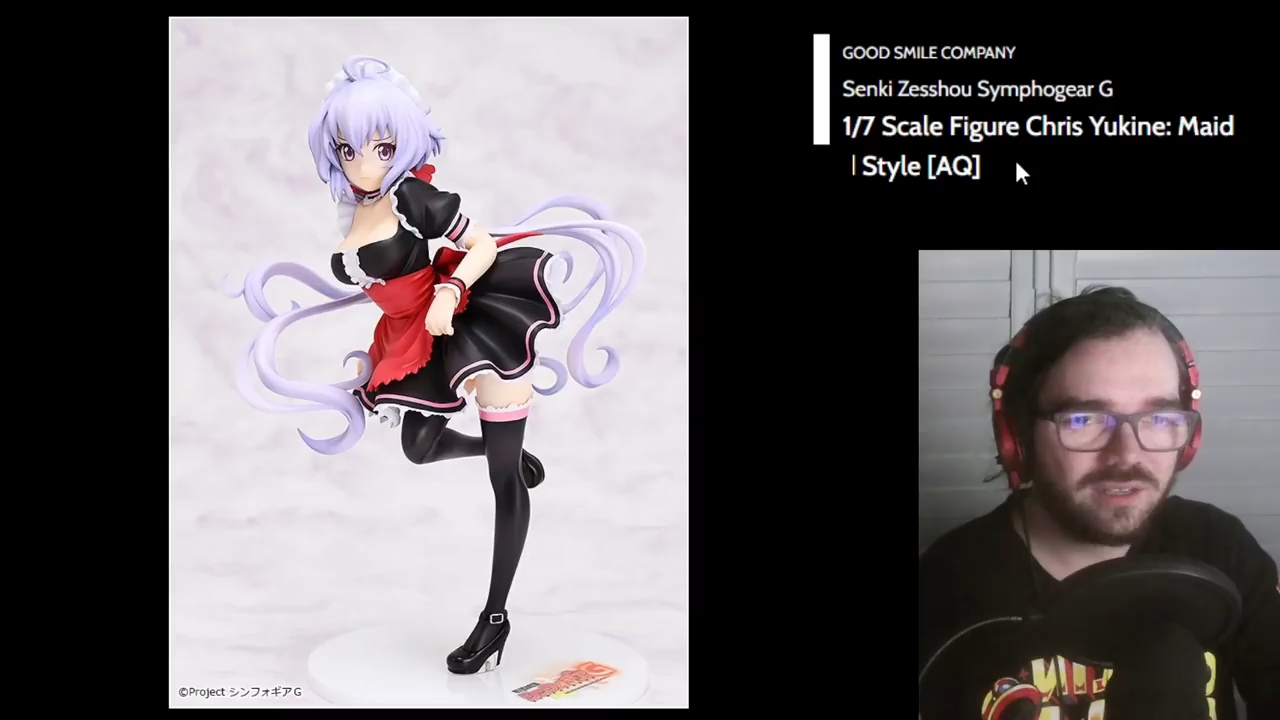 GOOD SMILE COMPANY
Senki Zesshou Symphogear G
1/7 Scale Figure Chris Yukine: Maid
Style [AQ]
©Project シンフォギアG